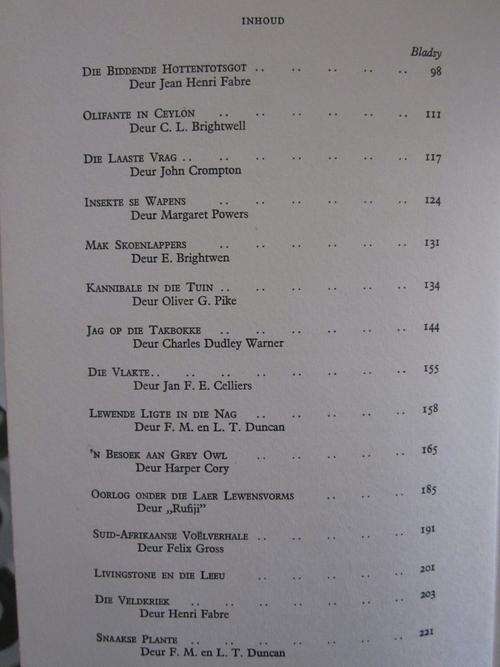 INHOUD
Bladsy
DIE BIDDENDE HOTTENTOTSGOT .. .. .. .. .. 98
Deur Jean Henri Fabre
OLIFANTE IN CEYLON .. .. .. .. .. 111
Deur C. L. Brightwell
DIE LAASTE VRAG .. .. .. .. .. .. 117
Deur John Crompton
INSEKTE SE WAPENS .. .. .. .. .. 124
Deur Margaret Powers
MAK SKOENLAPPERS .. .. .. .. .. 131
Deur E. Brightwen
KANNIBALE IN DIE TUIN .. .. .. .. .. 134
Deur Oliver G. Pike
JAG OP DIE TAKBOKKE .. .. .. .. .. 144
Deur Charles Dudley Warner
DIE VLAKTE .. .. .. .. .. .. .. 155
Deur Jan F. E. Celliers
LEWENDE LIGTE IN DIE NAG .. .. .. .. 158
Deur F. M. en L. T. Duncan
'N BESOEK AAN GREY OWL .. .. .. .. 165
Deur Harper Cory
OORLOG ONDER DIE LAER LEWENSVORMS .. .. .. 185
Deur „Rufiji”
SUID-AFRIKAANSE VOËLVERHALE .. .. .. .. .. 191
Deur Felix Gross
LIVINGSTONE EN DIE LEEU .. .. .. .. .. 201
DIE VELDKRIEK .. .. .. .. .. .. 203
Deur Henri Fabre
SNAAKSE PLANTE .. .. .. .. .. .. 221
Deur F. M. en L. T. Duncan